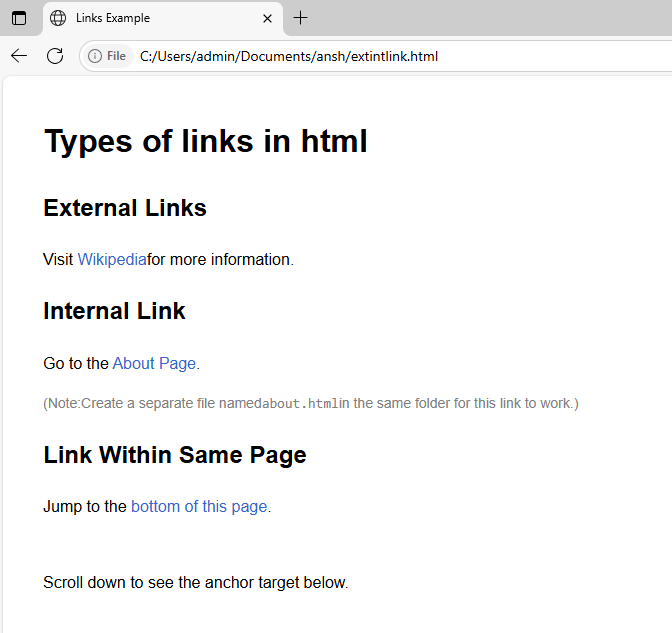 Links Example
File C:/Users/admin/Documents/ansh/extintlink.html
Types of links in html
External Links
Visit Wikipediafor more information.
Internal Link
Go to the About Page.
(Note:Create a separate file namedabout.htmlin the same folder for this link to work.)
Link Within Same Page
Jump to the bottom of this page.
Scroll down to see the anchor target below.